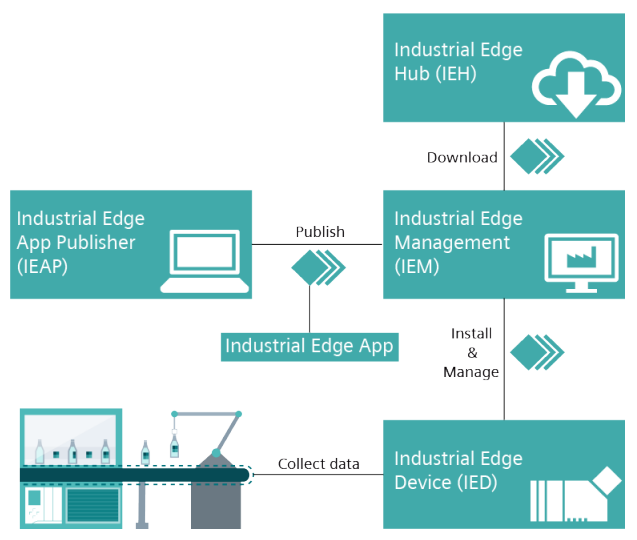 Industrial Edge
Hub (IEH)
Download
Industrial Edge
App Publisher
(IEAP)
Publish
Industrial Edge
Management
(IEM)
Industrial Edge App
Install
&
Manage
Collect data
Industrial Edge
Device (IED)